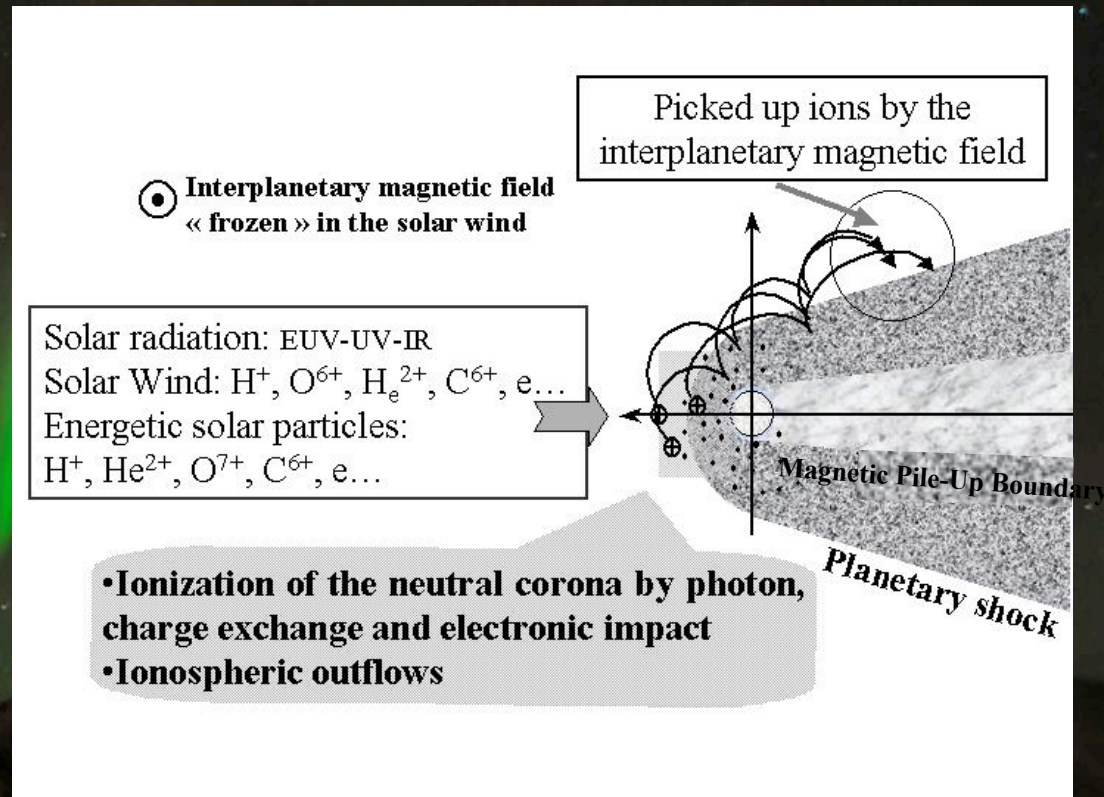 Picked up ions by the
interplanetary magnetic field
Interplanetary magnetic field
« frozen » in the solar wind
Solar radiation: EUV-UV-IR
Solar Wind: H⁺, O⁶⁺, Hₑ²⁺, C⁶⁺, e…
Energetic solar particles:
H⁺, He²⁺, O⁷⁺, C⁶⁺, e…
Magnetic Pile-Up Boundary
Planetary shock
•Ionization of the neutral corona by photon,
charge exchange and electronic impact
•Ionospheric outflows